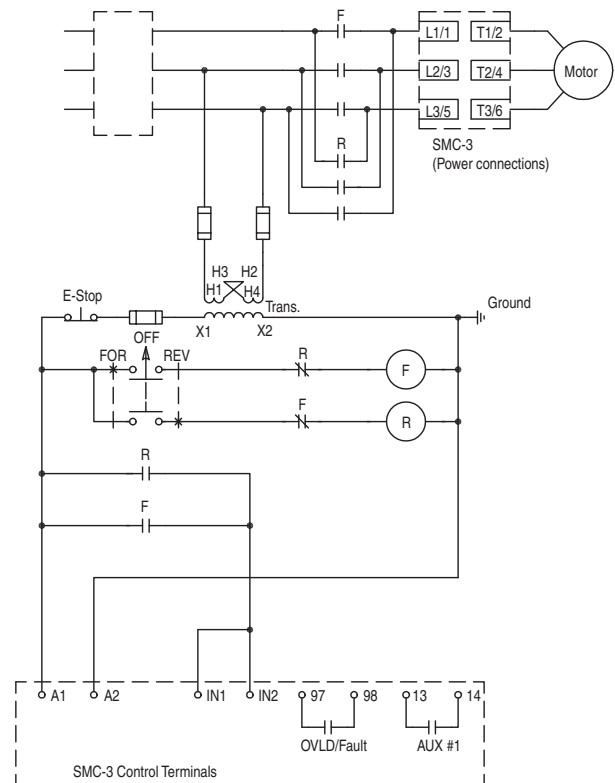 F
L1/1 T1/2
L2/3 T2/4 Motor
L3/5 T3/6
R
SMC-3
(Power connections)
H3 H2
H1 H4
E-Stop Trans. Ground
X1 X2
OFF
FOR REV R F
F R
R
F
A1 A2 IN1 IN2 97 98 13 14
OVLD/Fault AUX #1
SMC-3 Control Terminals